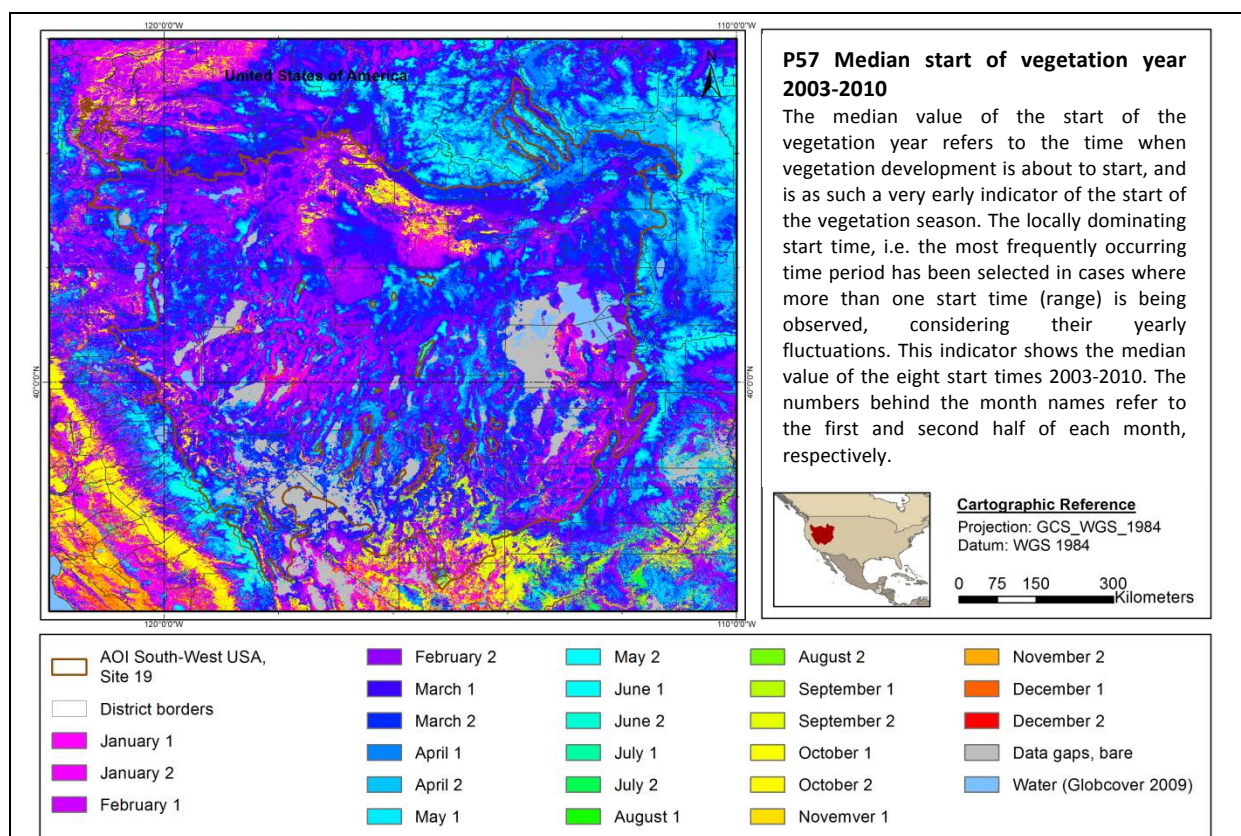 120°0'0"W
110°0'0"W
United States of America
N
40°0'0"N
40°0'0"N
120°0'0"W
110°0'0"W
P57 Median start of vegetation year
2003-2010
The median value of the start of the
vegetation year refers to the time when
vegetation development is about to start, and
is as such a very early indicator of the start of
the vegetation season. The locally dominating
start time, i.e. the most frequently occurring
time period has been selected in cases where
more than one start time (range) is being
observed, considering their yearly
fluctuations. This indicator shows the median
value of the eight start times 2003-2010. The
numbers behind the month names refer to
the first and second half of each month,
respectively.
Cartographic Reference
Projection: GCS_WGS_1984
Datum: WGS 1984
0 75 150 300
Kilometers
AOI South-West USA,
Site 19
District borders
January 1
January 2
February 1
February 2
March 1
March 2
April 1
April 2
May 1
May 2
June 1
June 2
July 1
July 2
August 1
August 2
September 1
September 2
October 1
October 2
Novemver 1
November 2
December 1
December 2
Data gaps, bare
Water (Globcover 2009)